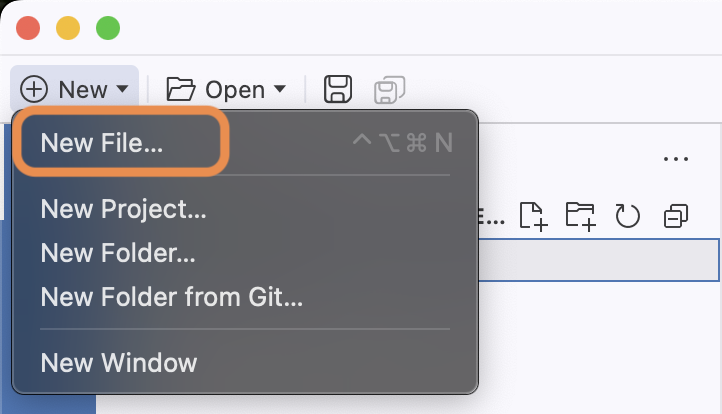 New
Open
New File...
⌃⌥⌘N
E...
New Project...
New Folder...
New Folder from Git...
New Window